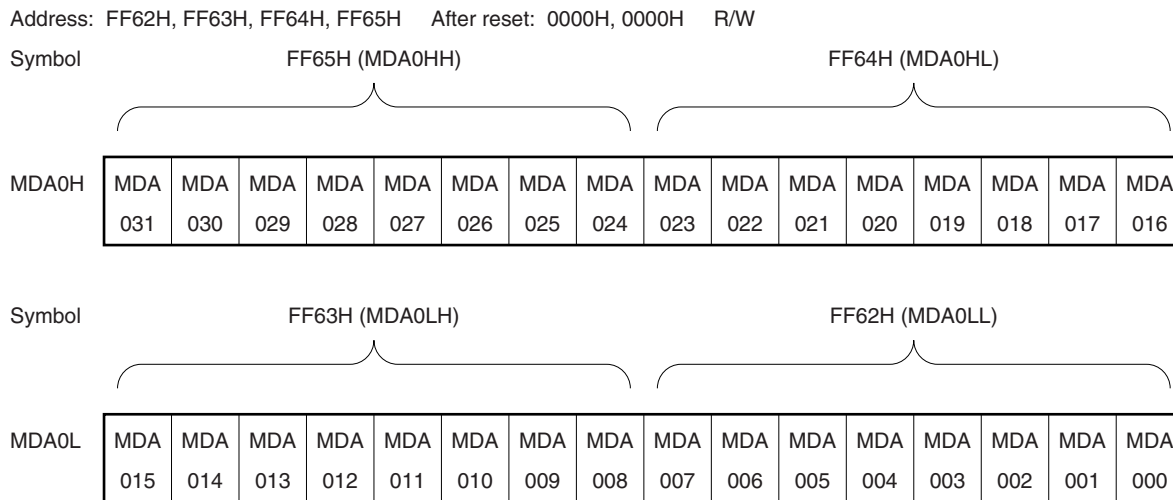 Address: FF62H, FF63H, FF64H, FF65H After reset: 0000H, 0000H R/W
Symbol FF65H (MDA0HH) FF64H (MDA0HL)
MDA0H MDA MDA MDA MDA MDA MDA MDA MDA MDA MDA MDA MDA MDA MDA MDA MDA
031 030 029 028 027 026 025 024 023 022 021 020 019 018 017 016
Symbol FF63H (MDA0LH) FF62H (MDA0LL)
MDA0L MDA MDA MDA MDA MDA MDA MDA MDA MDA MDA MDA MDA MDA MDA MDA MDA
015 014 013 012 011 010 009 008 007 006 005 004 003 002 001 000